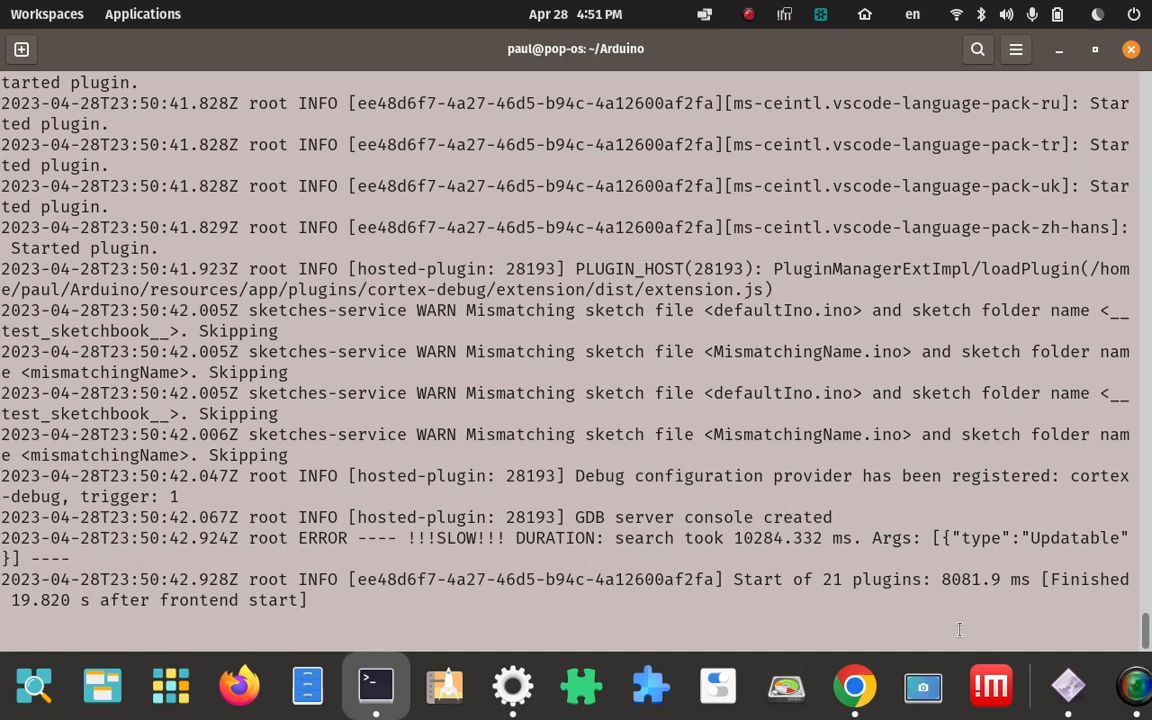 Workspaces Applications Apr 28 4:51 PM en
paul@pop-os: ~/Arduino
tarted plugin.
2023-04-28T23:50:41.828Z root INFO [ee48d6f7-4a27-46d5-b94c-4a12600af2fa][ms-ceintl.vscode-language-pack-ru]: Star
ted plugin.
2023-04-28T23:50:41.828Z root INFO [ee48d6f7-4a27-46d5-b94c-4a12600af2fa][ms-ceintl.vscode-language-pack-tr]: Star
ted plugin.
2023-04-28T23:50:41.828Z root INFO [ee48d6f7-4a27-46d5-b94c-4a12600af2fa][ms-ceintl.vscode-language-pack-uk]: Star
ted plugin.
2023-04-28T23:50:41.829Z root INFO [ee48d6f7-4a27-46d5-b94c-4a12600af2fa][ms-ceintl.vscode-language-pack-zh-hans]:
 Started plugin.
2023-04-28T23:50:41.923Z root INFO [hosted-plugin: 28193] PLUGIN_HOST(28193): PluginManagerExtImpl/loadPlugin(/hom
e/paul/Arduino/resources/app/plugins/cortex-debug/extension/dist/extension.js)
2023-04-28T23:50:42.005Z sketches-service WARN Mismatching sketch file <defaultIno.ino> and sketch folder name <__
test_sketchbook__>. Skipping
2023-04-28T23:50:42.005Z sketches-service WARN Mismatching sketch file <MismatchingName.ino> and sketch folder nam
e <mismatchingName>. Skipping
2023-04-28T23:50:42.005Z sketches-service WARN Mismatching sketch file <defaultIno.ino> and sketch folder name <__
test_sketchbook__>. Skipping
2023-04-28T23:50:42.006Z sketches-service WARN Mismatching sketch file <MismatchingName.ino> and sketch folder nam
e <mismatchingName>. Skipping
2023-04-28T23:50:42.047Z root INFO [hosted-plugin: 28193] Debug configuration provider has been registered: cortex
-debug, trigger: 1
2023-04-28T23:50:42.067Z root INFO [hosted-plugin: 28193] GDB server console created
2023-04-28T23:50:42.924Z root ERROR ---- !!!SLOW!!! DURATION: search took 10284.332 ms. Args: [{"type":"Updatable"
}] ----
2023-04-28T23:50:42.928Z root INFO [ee48d6f7-4a27-46d5-b94c-4a12600af2fa] Start of 21 plugins: 8081.9 ms [Finished
 19.820 s after frontend start]
!M